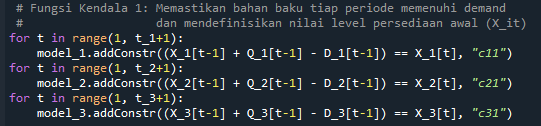 # Fungsi Kendala 1: Memastikan bahan baku tiap periode memenuhi demand
#                   dan mendefinisikan nilai level persediaan awal (X_it)
for t in range(1, t_1+1):
    model_1.addConstr((X_1[t-1] + Q_1[t-1] - D_1[t-1]) == X_1[t], "c11")
for t in range(1, t_2+1):
    model_2.addConstr((X_2[t-1] + Q_2[t-1] - D_2[t-1]) == X_2[t], "c21")
for t in range(1, t_3+1):
    model_3.addConstr((X_3[t-1] + Q_3[t-1] - D_3[t-1]) == X_3[t], "c31")